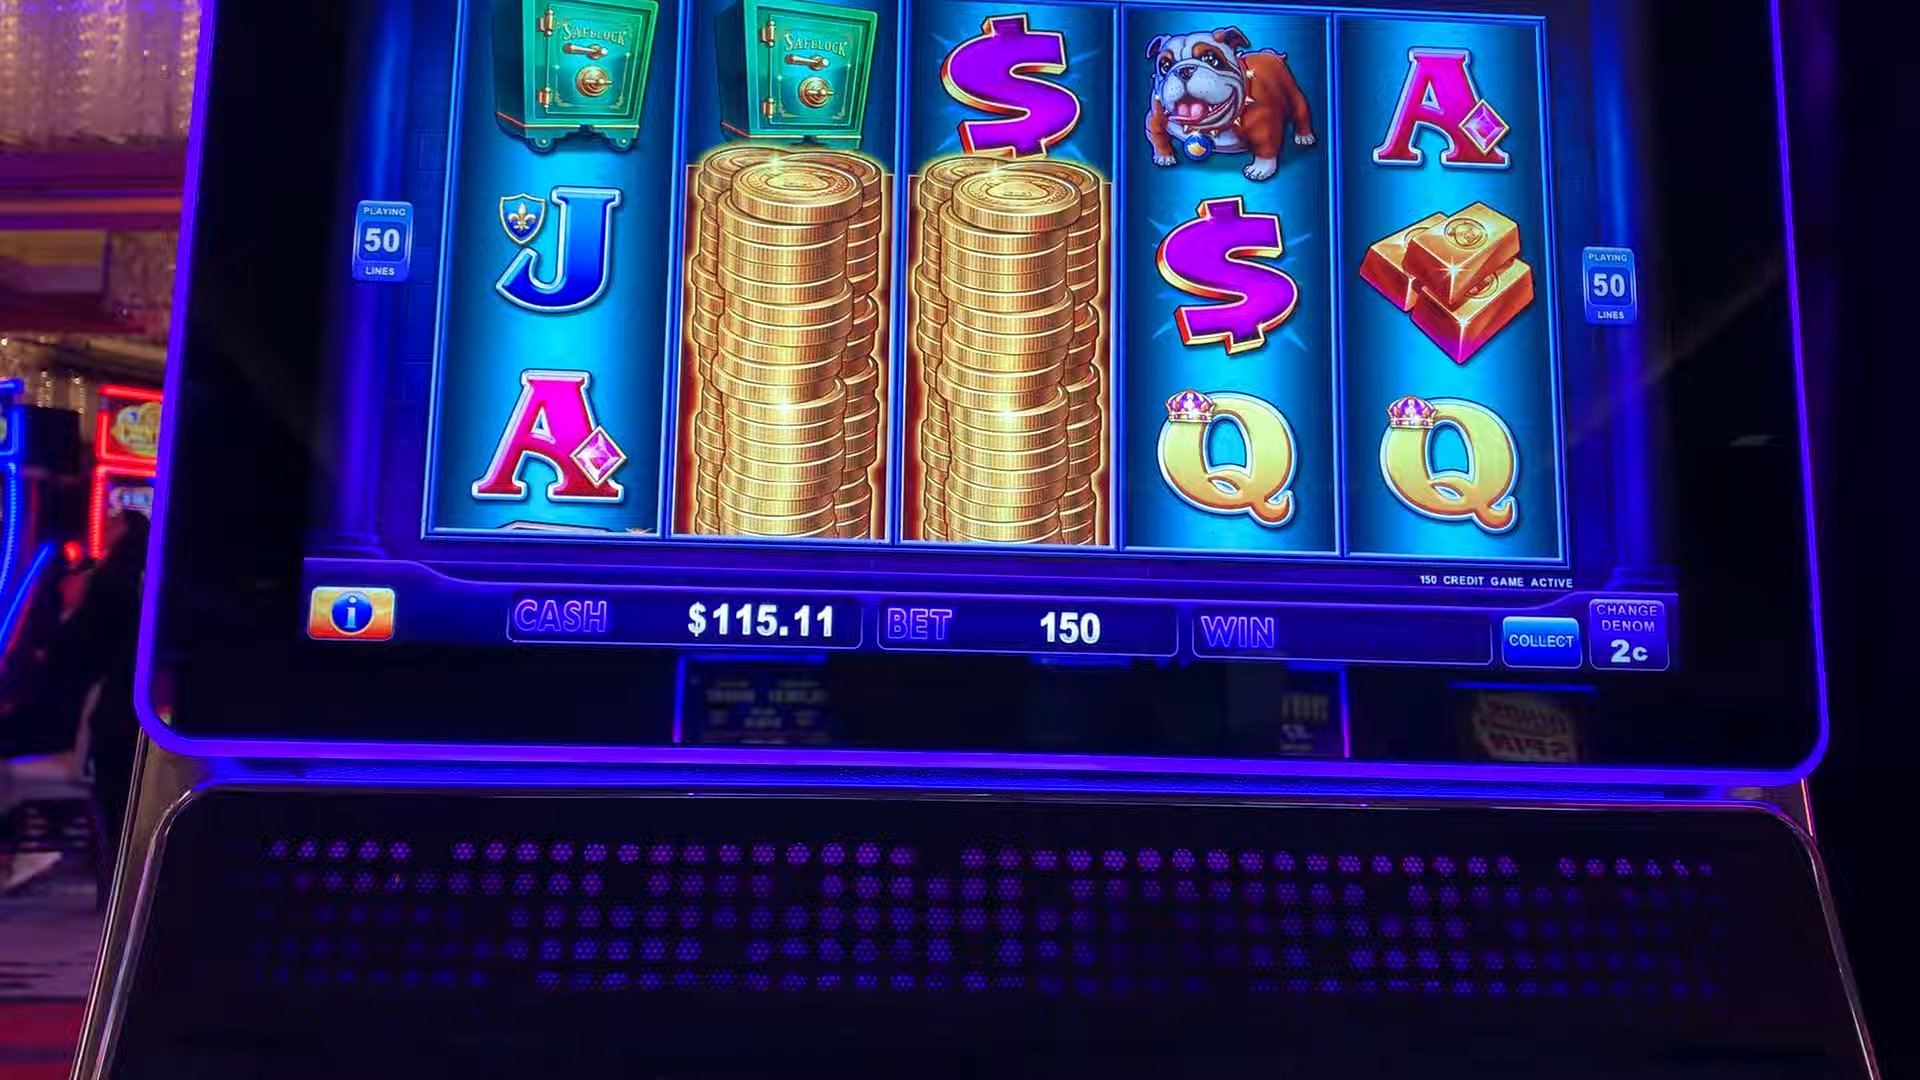 SAFELOCK
SAFELOCK
$
A
PLAYING
50
LINES
J
$
PLAYING
50
LINES
A
Q
Q
150 CREDIT GAME ACTIVE
i
CASH $115.11
BET 150
WIN
COLLECT
CHANGE
DENOM
2c